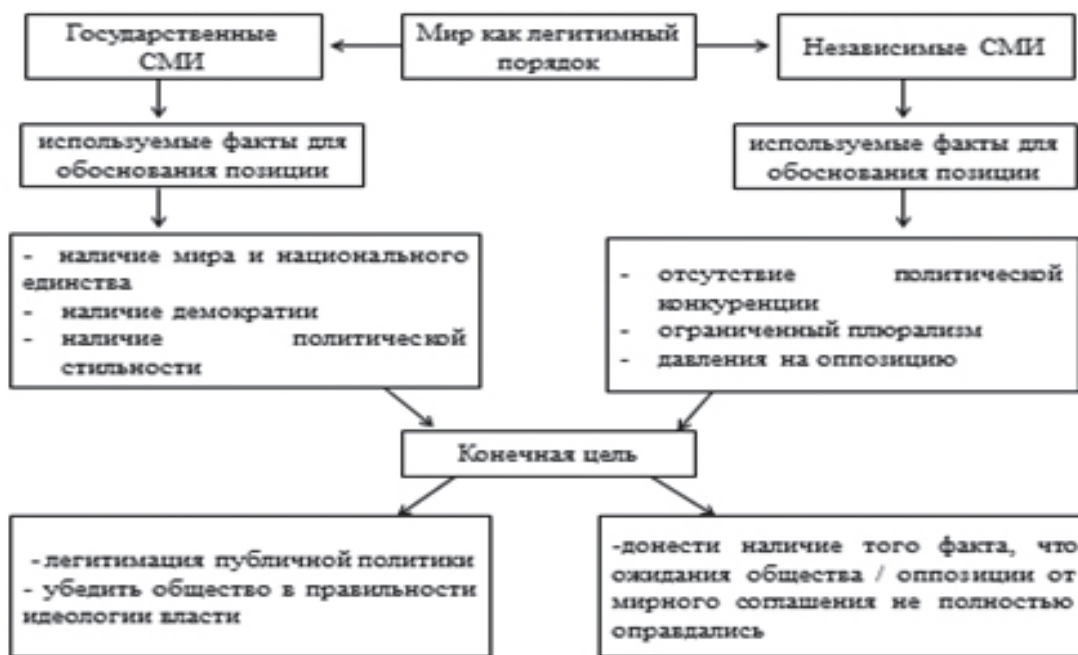 Государственные
СМИ
Мир как легитимный
порядок
Независимые СМИ
используемые факты для
обоснования позиции
используемые факты для
обоснования позиции
- наличие мира и национального
единства
- наличие демократии
- наличие политической
стильности
- отсутствие политической
конкуренции
- ограниченный плюрализм
- давления на оппозицию
Конечная цель
- легитимация публичной политики
- убедить общество в правильности
идеологии власти
-донести наличие того факта, что
ожидания общества / оппозиции от
мирного соглашения не полностью
оправдались